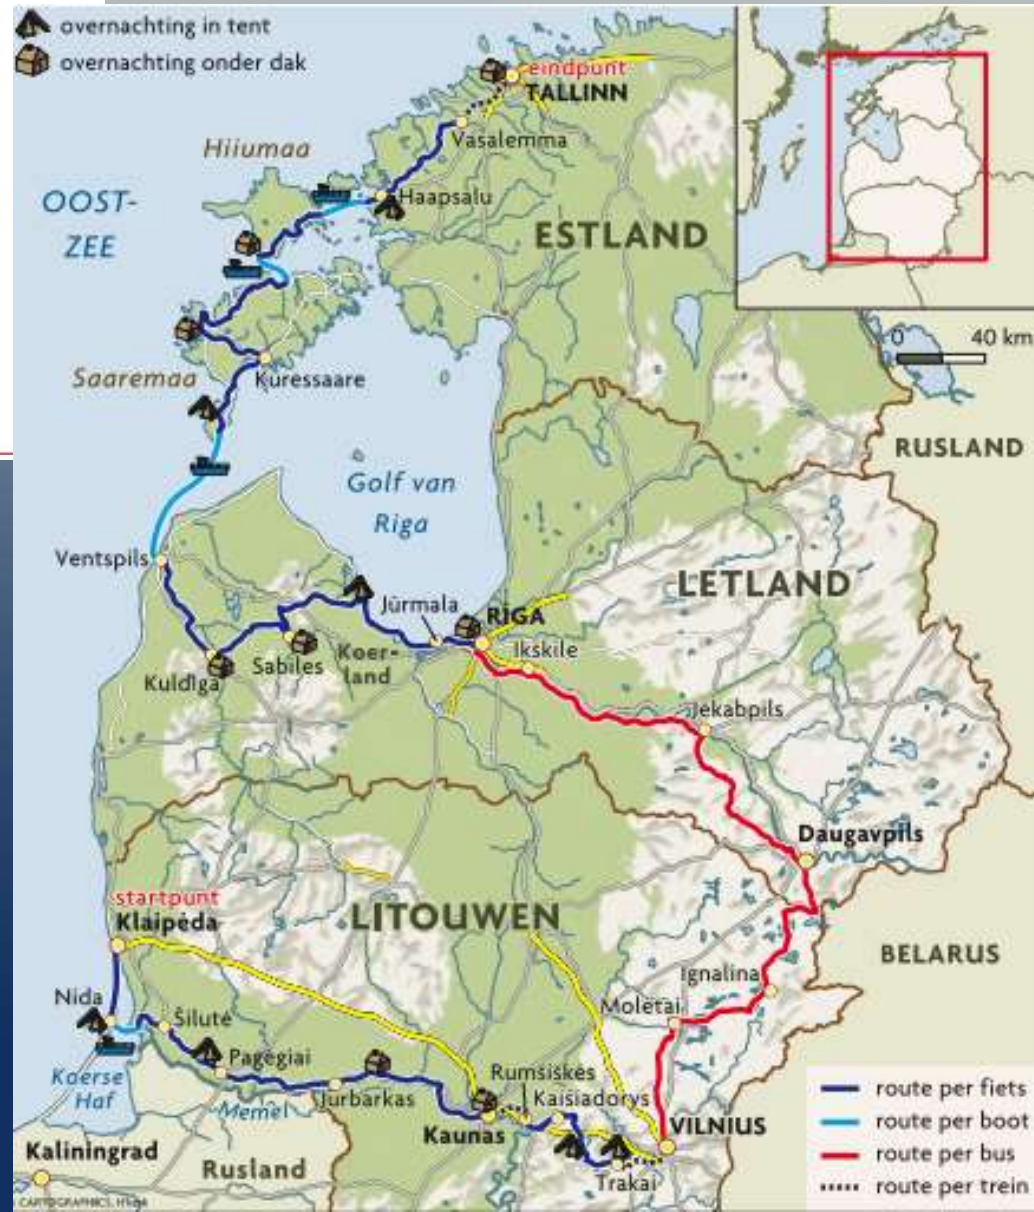 overnachting in tent
overnachting onder dak
eindpunt
TALLINN
Vasalemma
Hiiumaa
Haapsalu
OOST-
ZEE
ESTLAND
0 40 km
Saaremaa
Kuressaare
RUSLAND
Golf van
Riga
Ventspils
LETLAND
Jūrmala
RIGA
Ikskile
Kuldīga
Sabiles
Koer-
land
Jekabpils
Daugavpils
startpunt
Klaipėda
LITOUWEN
BELARUS
Ignalina
Moletai
Nida
Šilutė
Pagėgiai
Koerse
Haf
Memel
Jurbarkas
Rumsiskes
Kaišiadorys
Kaunas
VILNIUS
Trakai
Kaliningrad
Rusland
route per fiets
route per boot
route per bus
route per trein
CARTOGRAPHICS,